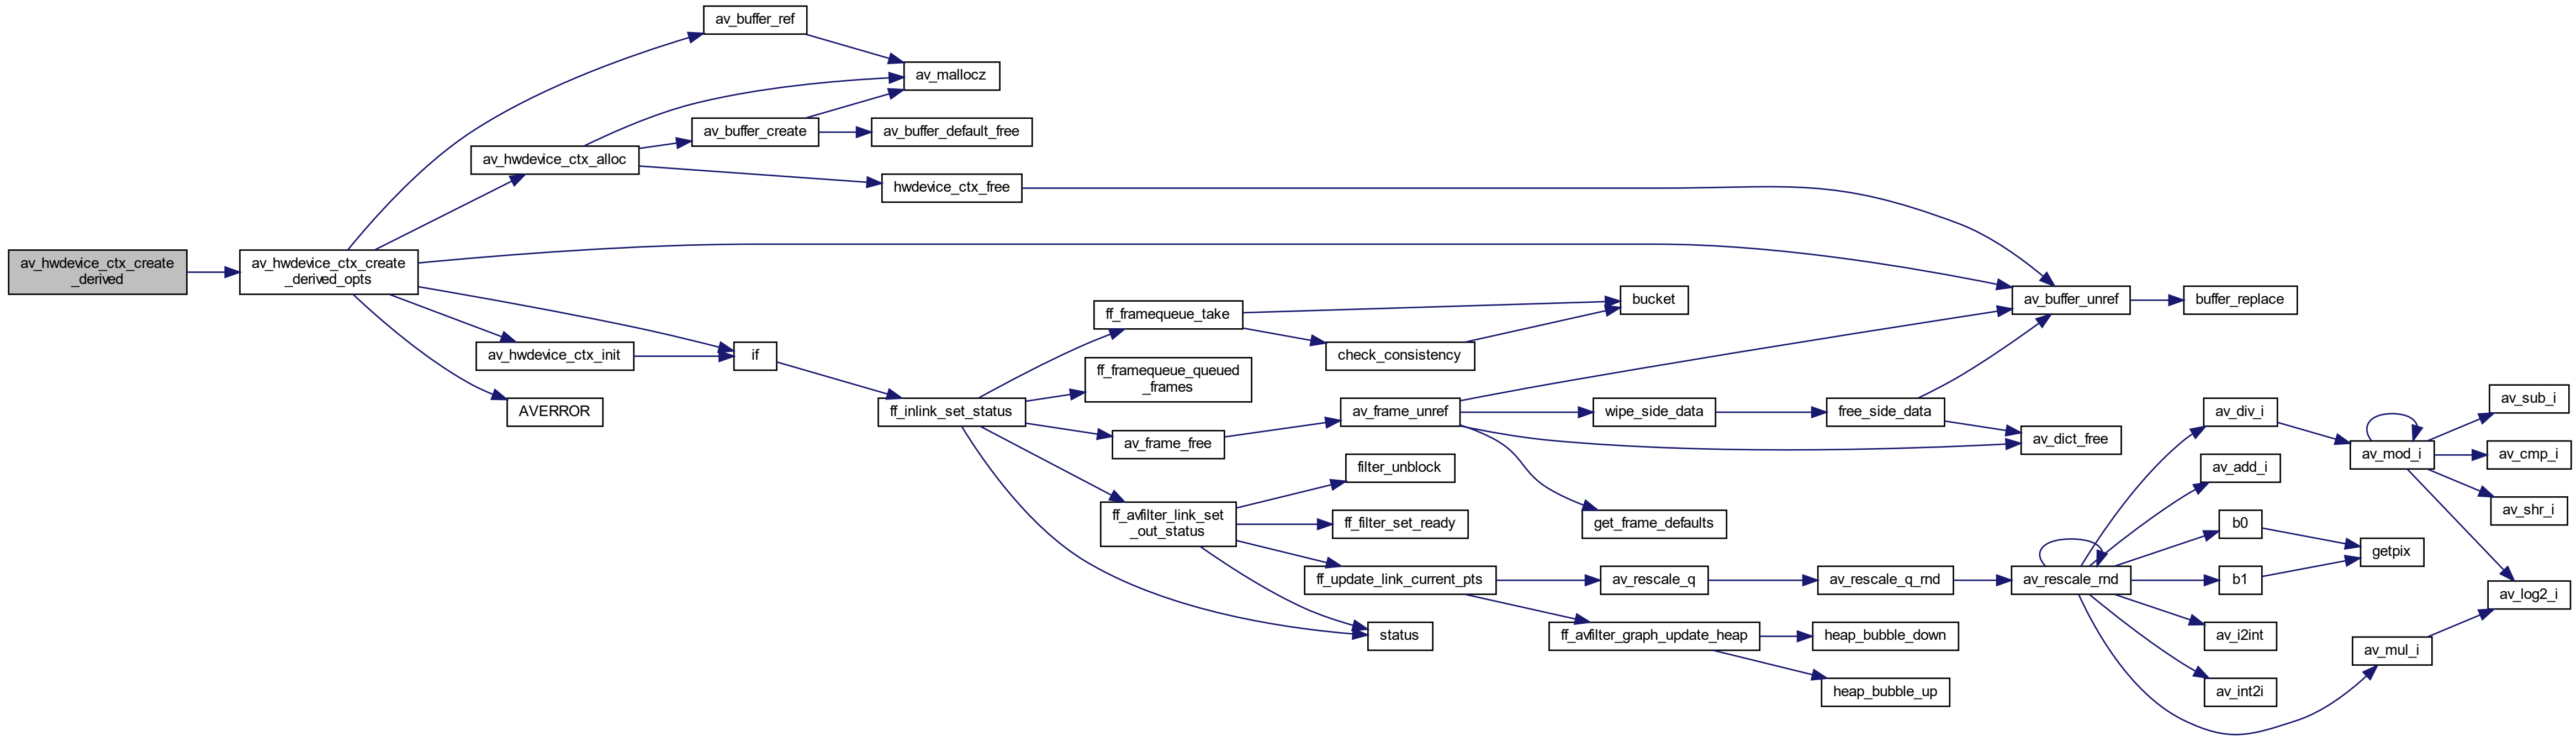 av_buffer_ref
av_mallocz
av_buffer_create
av_buffer_default_free
av_hwdevice_ctx_alloc
hwdevice_ctx_free
av_hwdevice_ctx_create
_derived
av_hwdevice_ctx_create
_derived_opts
av_buffer_unref
buffer_replace
bucket
ff_framequeue_take
av_hwdevice_ctx_init
if
check_consistency
ff_framequeue_queued
_frames
AVERROR
ff_inlink_set_status
av_frame_unref
wipe_side_data
free_side_data
av_div_i
av_sub_i
av_frame_free
av_dict_free
av_mod_i
av_cmp_i
filter_unblock
av_add_i
av_shr_i
ff_avfilter_link_set
_out_status
ff_filter_set_ready
get_frame_defaults
b0
getpix
ff_update_link_current_pts
av_rescale_q
av_rescale_q_rnd
av_rescale_rnd
b1
av_log2_i
status
ff_avfilter_graph_update_heap
heap_bubble_down
av_i2int
av_mul_i
heap_bubble_up
av_int2i